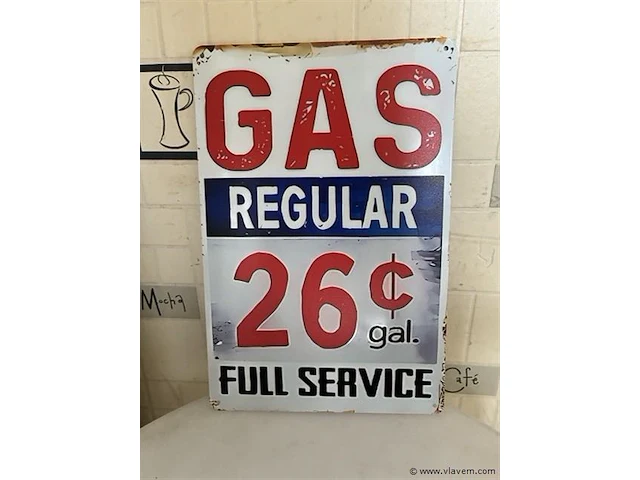 GAS
REGULAR
26¢
gal.
FULL SERVICE
Mocha
Café
© www.vlavem.com